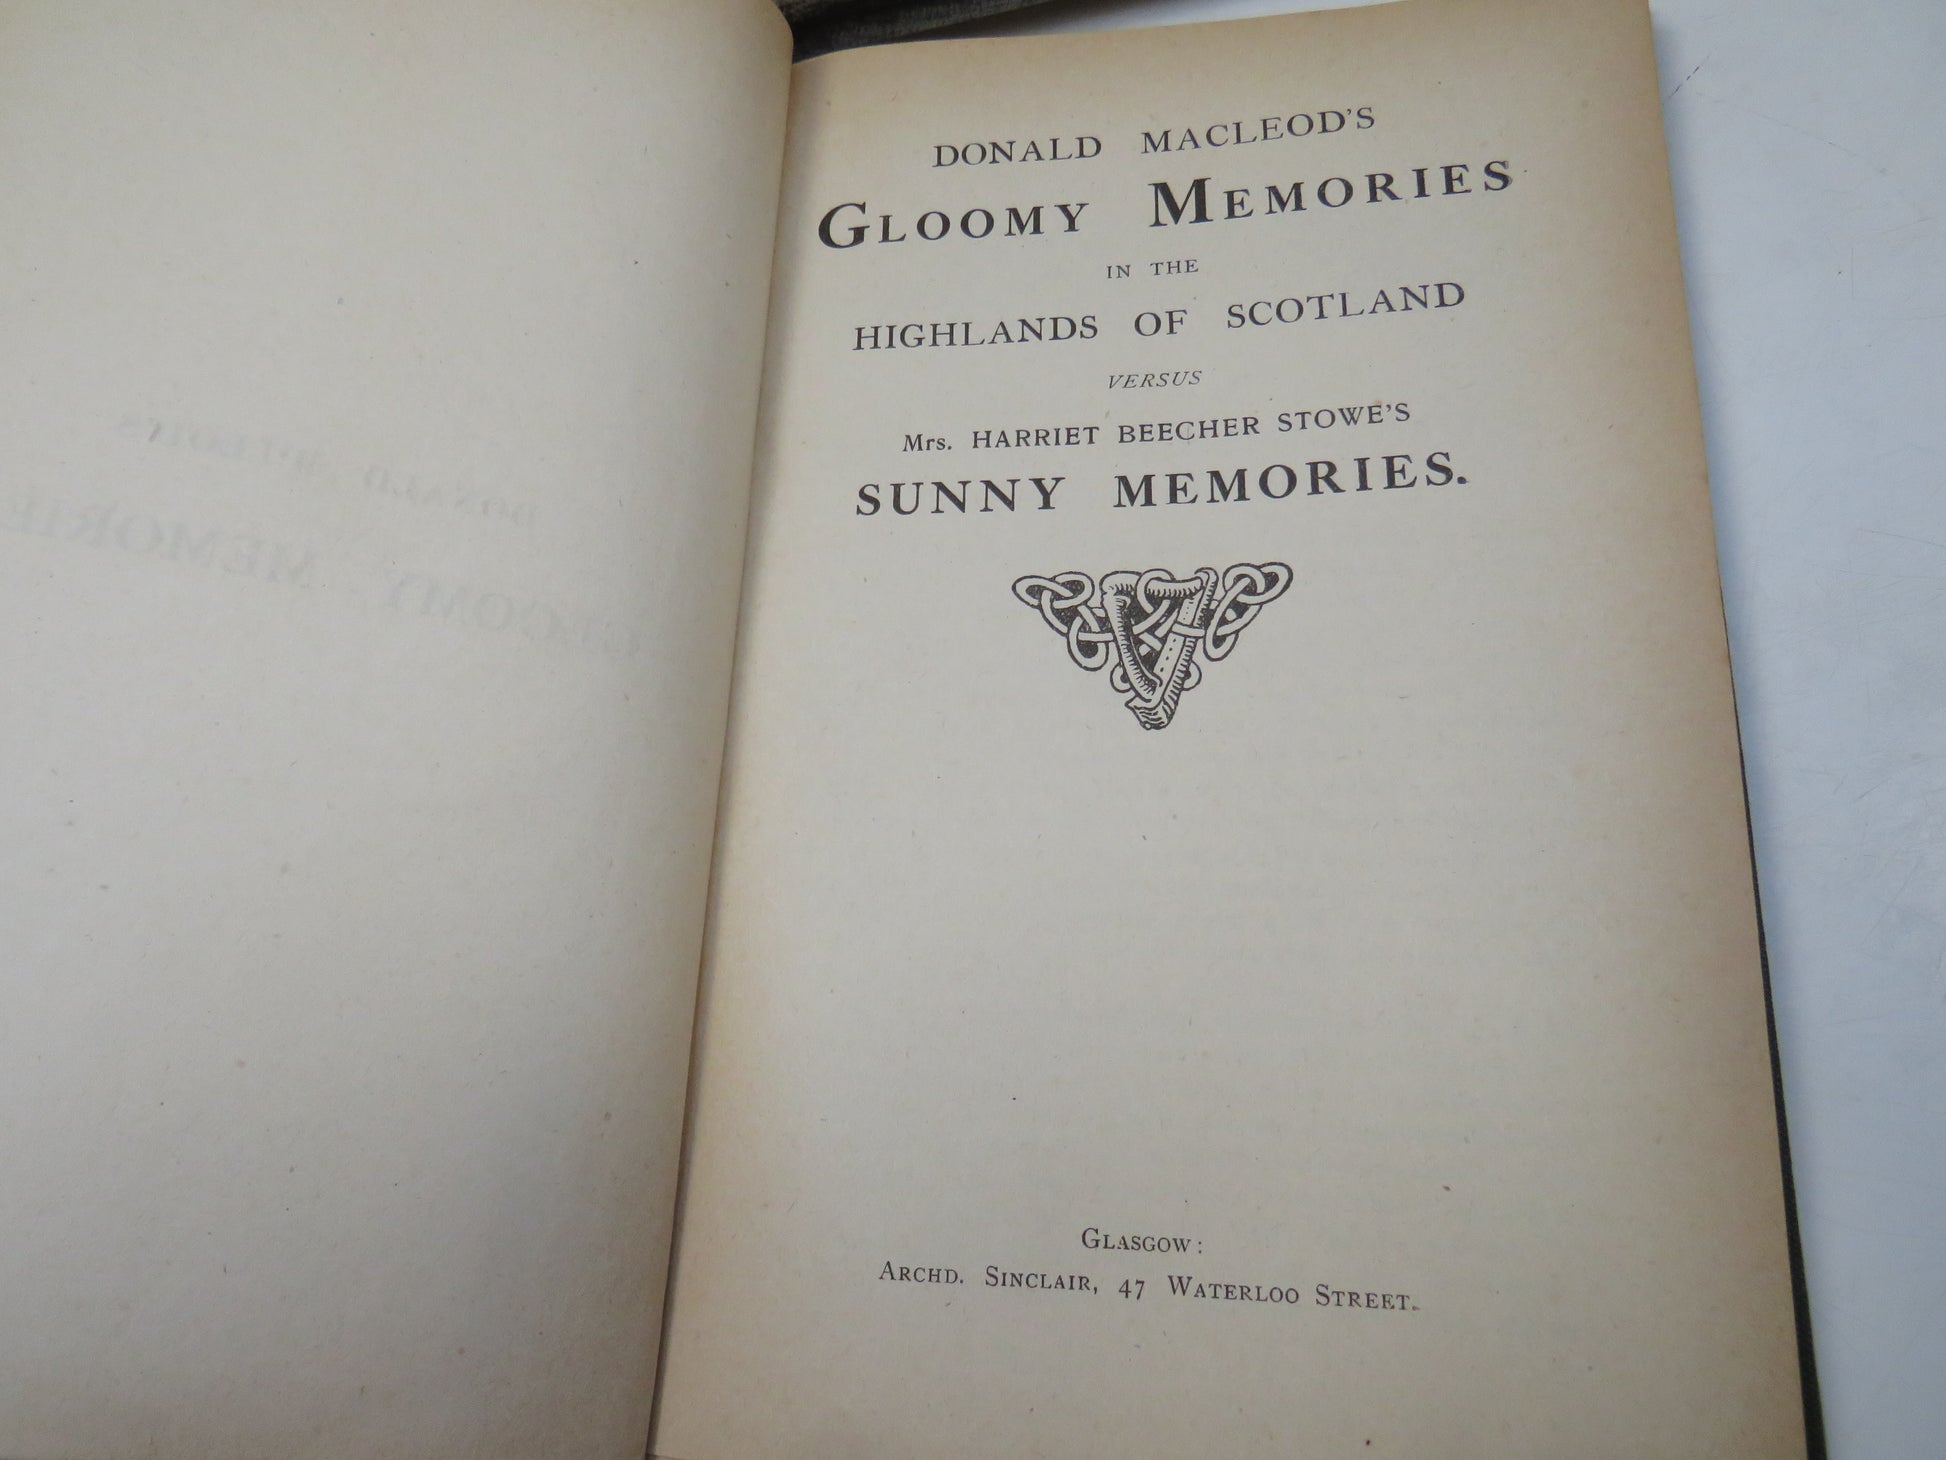 DONALD MACLEOD'S
GLOOMY MEMORIES
IN THE
HIGHLANDS OF SCOTLAND
VERSUS
Mrs. HARRIET BEECHER STOWE'S
SUNNY MEMORIES.
GLASGOW:
ARCHD. SINCLAIR, 47 WATERLOO STREET.